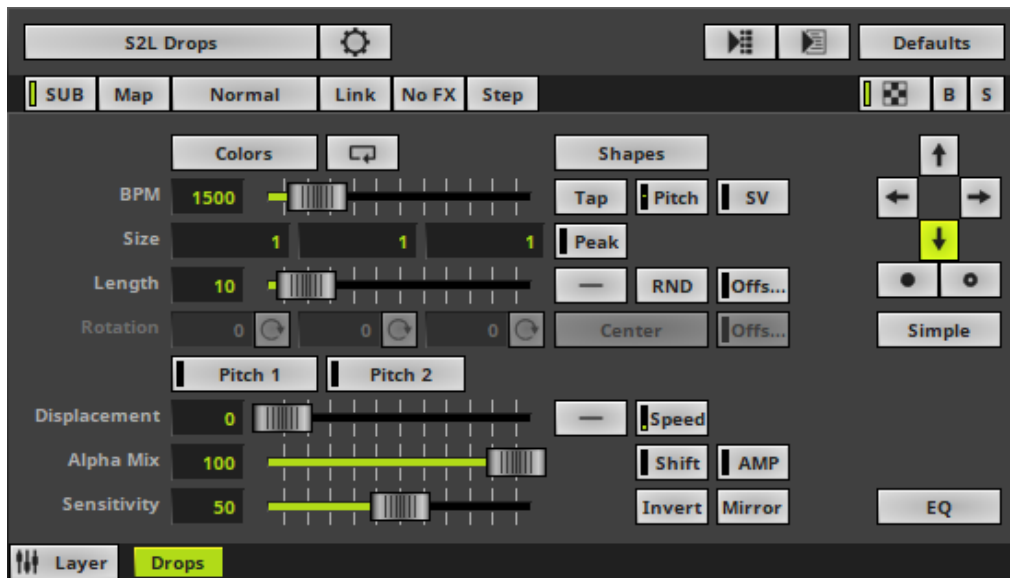 S2L Drops Defaults
SUB Map Normal Link No FX Step B S
Colors Shapes
BPM 1500 Tap Pitch SV
Size 1 1 1 Peak
Length 10 RND Offs...
Rotation 0 0 0 Center Offs... Simple
Pitch 1 Pitch 2
Displacement 0 Speed
Alpha Mix 100 Shift AMP
Sensitivity 50 Invert Mirror EQ
Layer Drops